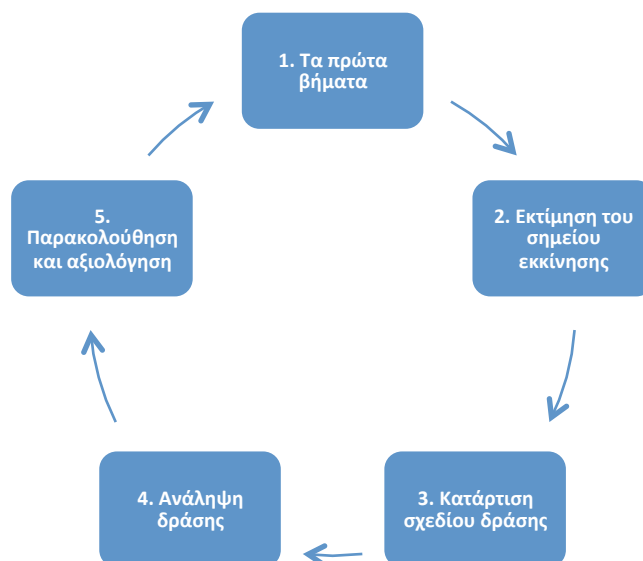 1. Τα πρώτα
βήματα
2. Εκτίμηση του
σημείου
εκκίνησης
3. Κατάρτιση
σχεδίου δράσης
4. Ανάληψη
δράσης
5.
Παρακολούθηση
και αξιολόγηση